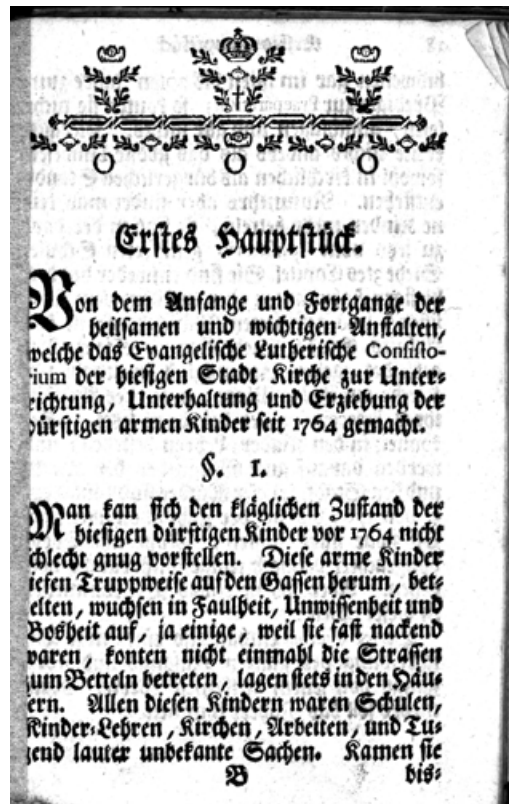 Erstes Hauptstück.
Von dem Anfange und Fortgange der
heilsamen und wichtigen Anstalten,
welche das Evangelische Lutherische Consisto-
rium der hiesigen Stadt Kirche zur Unter-
richtung, Unterhaltung und Erziehung der
dürftigen armen Kinder seit 1764 gemacht.
§. 1.
Man kan sich den kläglichen Zustand der
hiesigen dürftigen Kinder vor 1764 nicht
schlecht gnug vorstellen. Diese arme Kinder
liefen Truppweise auf den Gassen herum, bet-
telten, wuchsen in Faulheit, Unwissenheit und
Bosheit auf, ja einige, weil sie fast nackend
waren, konten nicht einmahl die Strassen
zum Betteln betreten, lagen stets in den Häu-
sern. Allen diesen Kindern waren Schulen,
Kinder-Lehren, Kirchen, Arbeiten, und Tu-
gend lauter unbekante Sachen. Kamen sie
B bis-